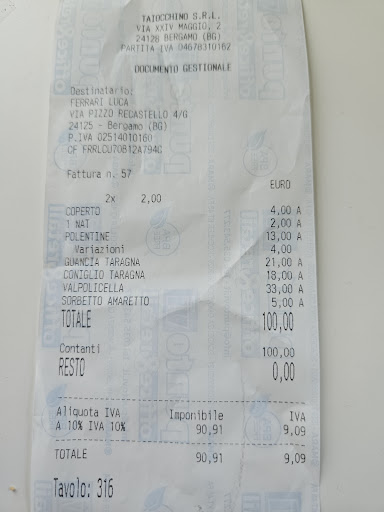 TAIOCCHINO S.R.L.
VIA XXIV MAGGIO, 2
24128 BERGAMO (BG)
PARTITA IVA 04678310162
DOCUMENTO GESTIONALE
Destinatario:
FERRARI LUCA
VIA PIZZO RECASTELLO 4/G
24125 - Bergamo (BG)
P.IVA 02514010160
CF FRRLCU70B12A794C
Fattura n. 57
EURO
2x 2,00
COPERTO 4,00 A
1 NAT 2,00 A
POLENTINE 13,00 A
Variazioni 4,00
GUANCIA TARAGNA 21,00 A
CONIGLIO TARAGNA 18,00 A
VALPOLICELLA 33,00 A
SORBETTO AMARETTO 5,00 A
TOTALE 100,00
Contanti 100,00
RESTO 0,00
Aliquota IVA Imponibile IVA
A 10% IVA 10% 90,91 9,09
TOTALE 90,91 9,09
Tavolo: 316